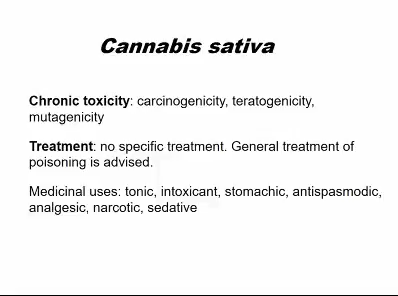 Cannabis sativa
Chronic toxicity: carcinogenicity, teratogenicity,
mutagenicity
Treatment: no specific treatment. General treatment of
poisoning is advised.
Medicinal uses: tonic, intoxicant, stomachic, antispasmodic,
analgesic, narcotic, sedative